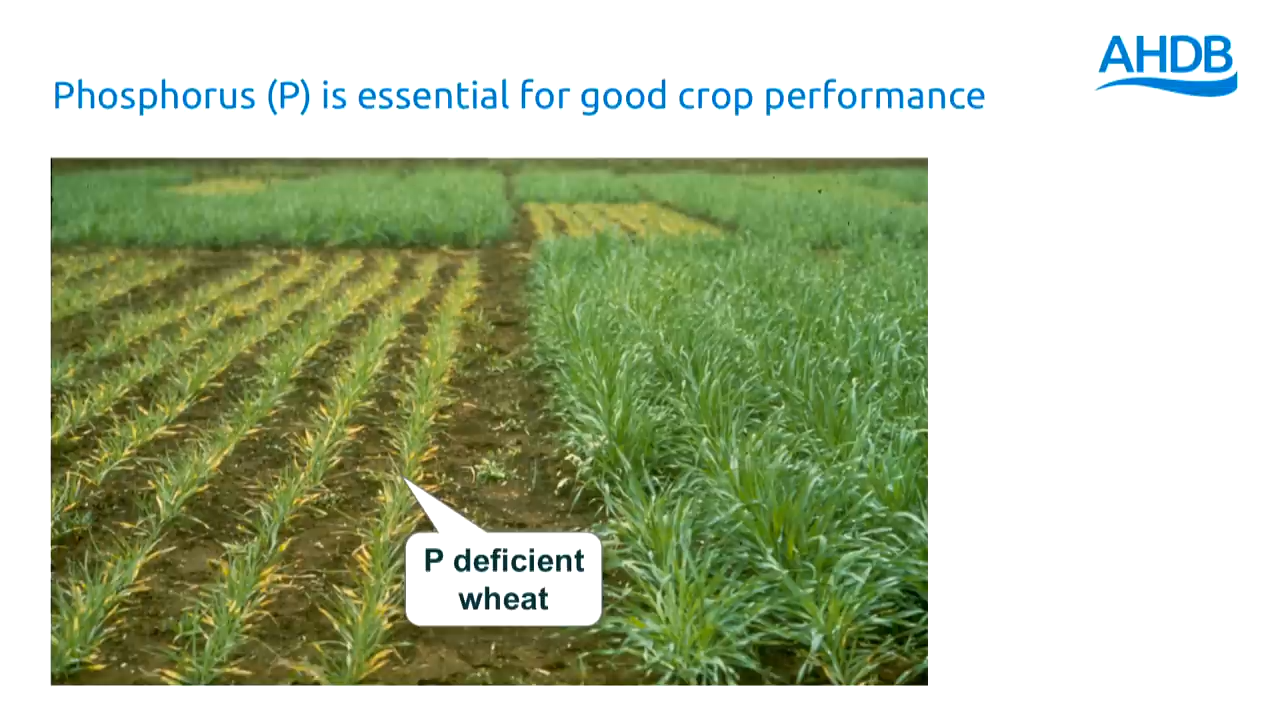 AHDB
Phosphorus (P) is essential for good crop performance
P deficient
wheat